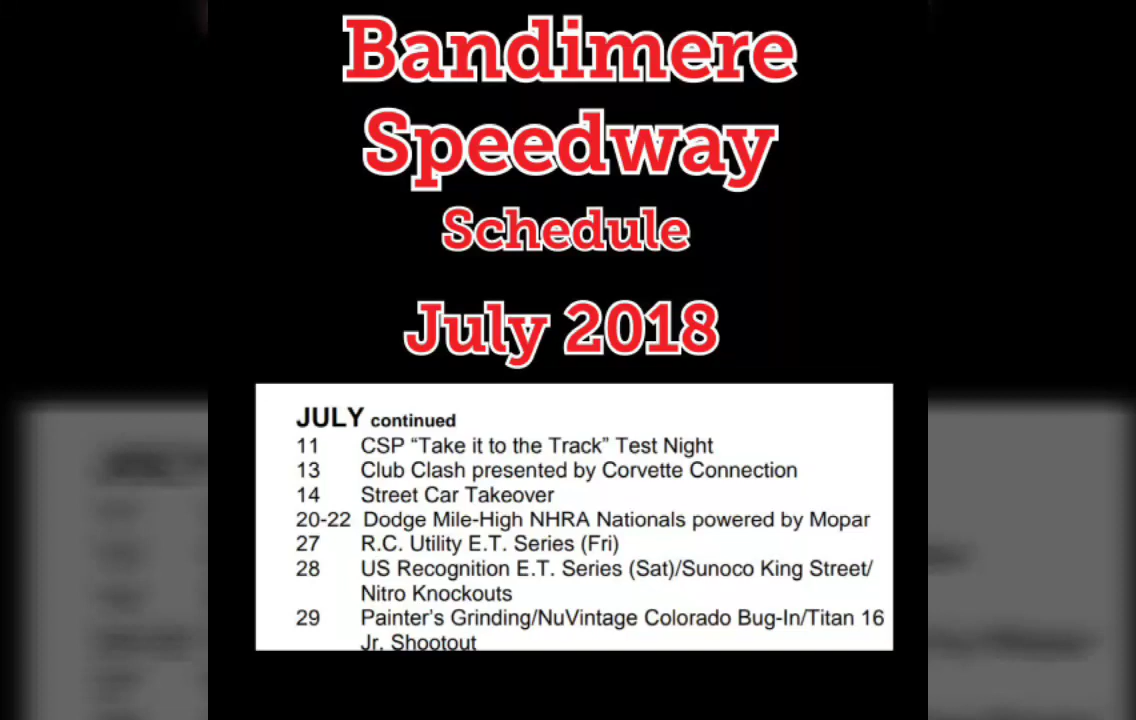 Bandimere
Speedway
Schedule
July 2018
JULY continued
11 CSP “Take it to the Track” Test Night
13 Club Clash presented by Corvette Connection
14 Street Car Takeover
20-22 Dodge Mile-High NHRA Nationals powered by Mopar
27 R.C. Utility E.T. Series (Fri)
28 US Recognition E.T. Series (Sat)/Sunoco King Street/
Nitro Knockouts
29 Painter’s Grinding/NuVintage Colorado Bug-In/Titan 16
Jr. Shootout